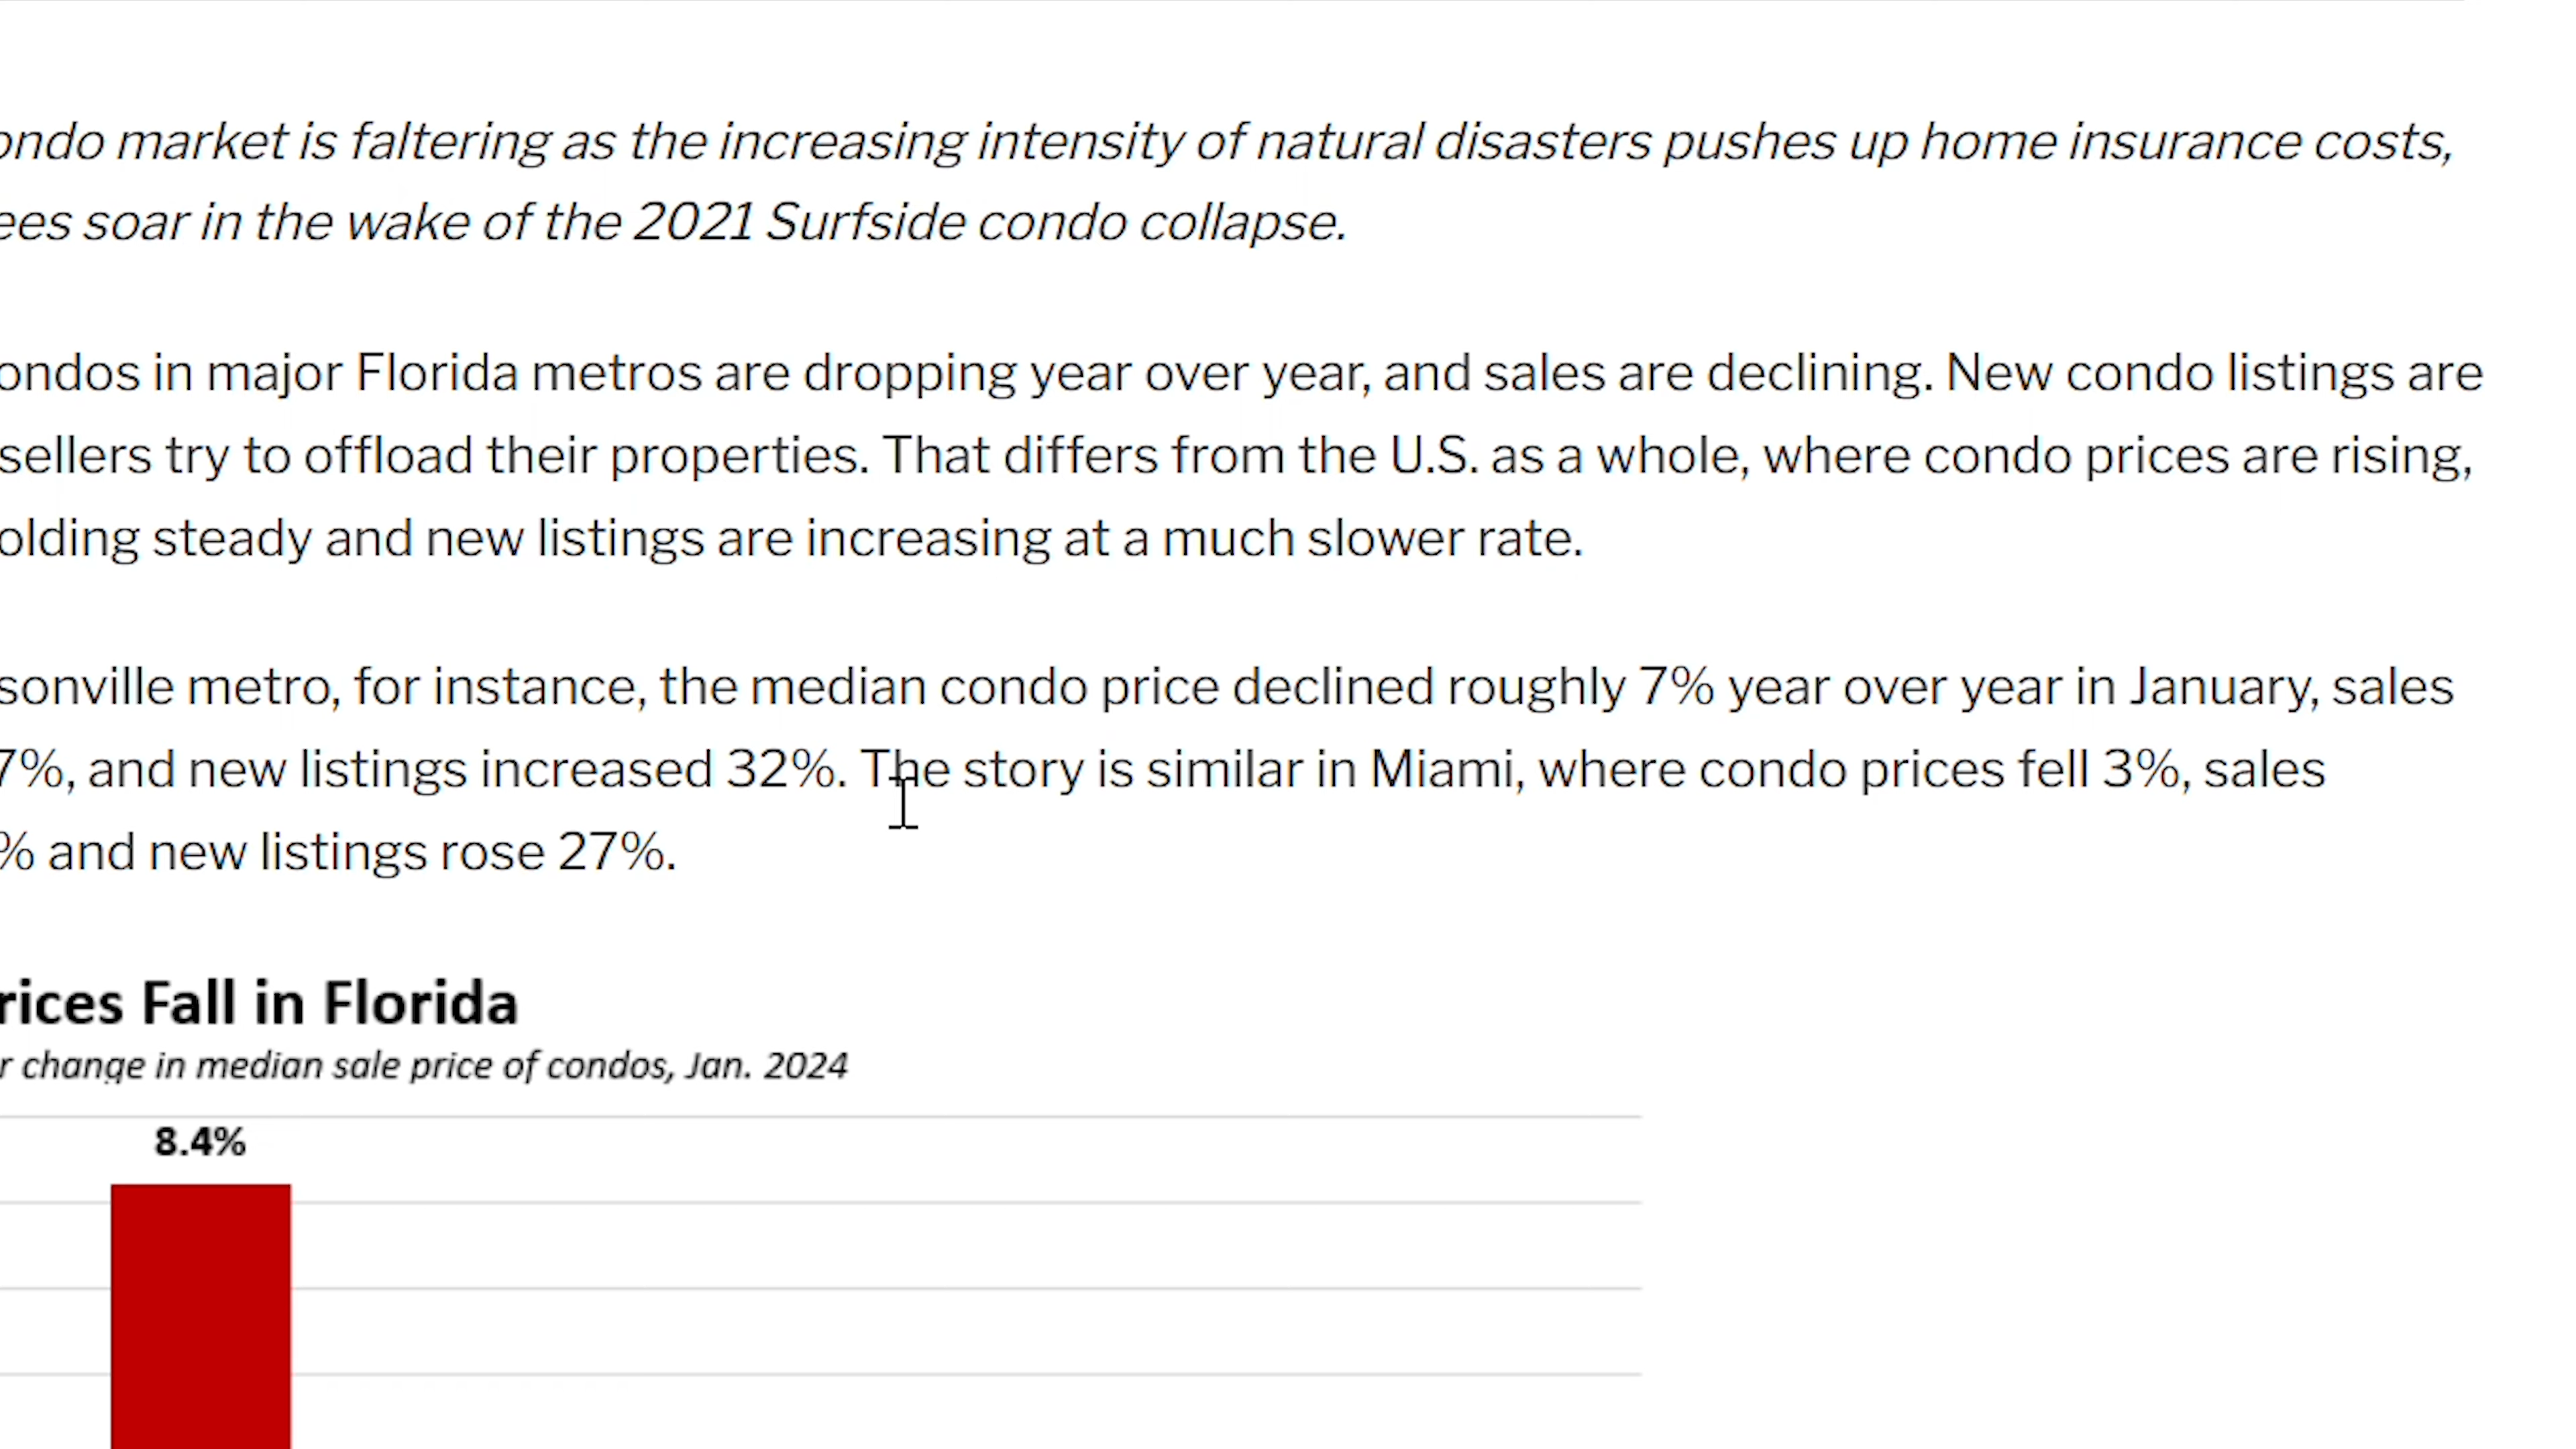 ondo market is faltering as the increasing intensity of natural disasters pushes up home insurance costs,
ees soar in the wake of the 2021 Surfside condo collapse.
ondos in major Florida metros are dropping year over year, and sales are declining. New condo listings are
sellers try to offload their properties. That differs from the U.S. as a whole, where condo prices are rising,
olding steady and new listings are increasing at a much slower rate.
sonville metro, for instance, the median condo price declined roughly 7% year over year in January, sales
7%, and new listings increased 32%. The story is similar in Miami, where condo prices fell 3%, sales
% and new listings rose 27%.
rices Fall in Florida
r change in median sale price of condos, Jan. 2024
8.4%